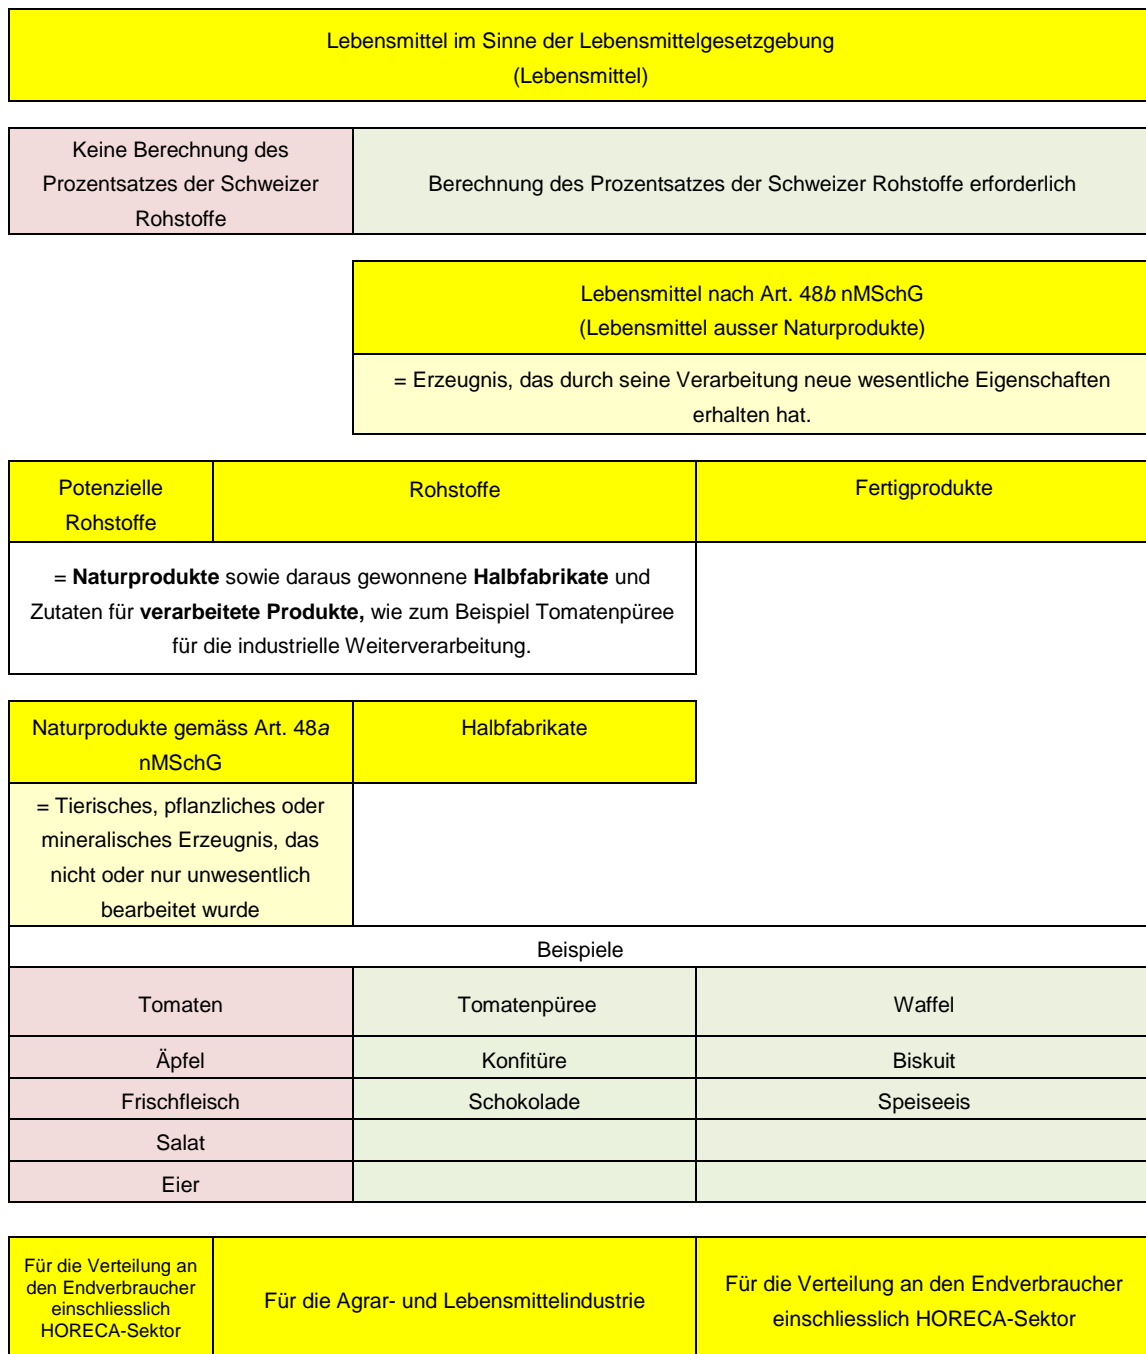 Lebensmittel im Sinne der Lebensmittelgesetzgebung
(Lebensmittel)
Keine Berechnung des
Prozentsatzes der Schweizer
Rohstoffe
Berechnung des Prozentsatzes der Schweizer Rohstoffe erforderlich
Lebensmittel nach Art. 48b nMSchG
(Lebensmittel ausser Naturprodukte)
= Erzeugnis, das durch seine Verarbeitung neue wesentliche Eigenschaften
erhalten hat.
Potenzielle
Rohstoffe
Rohstoffe
Fertigprodukte
= Naturprodukte sowie daraus gewonnene Halbfabrikate und
Zutaten für verarbeitete Produkte, wie zum Beispiel Tomatenpüree
für die industrielle Weiterverarbeitung.
Naturprodukte gemäss Art. 48a
nMSchG
Halbfabrikate
= Tierisches, pflanzliches oder
mineralisches Erzeugnis, das
nicht oder nur unwesentlich
bearbeitet wurde
Beispiele
Tomaten
Tomatenpüree
Waffel
Äpfel
Konfitüre
Biskuit
Frischfleisch
Schokolade
Speiseeis
Salat
Eier
Für die Verteilung an
den Endverbraucher
einschliesslich
HORECA-Sektor
Für die Agrar- und Lebensmittelindustrie
Für die Verteilung an den Endverbraucher
einschliesslich HORECA-Sektor